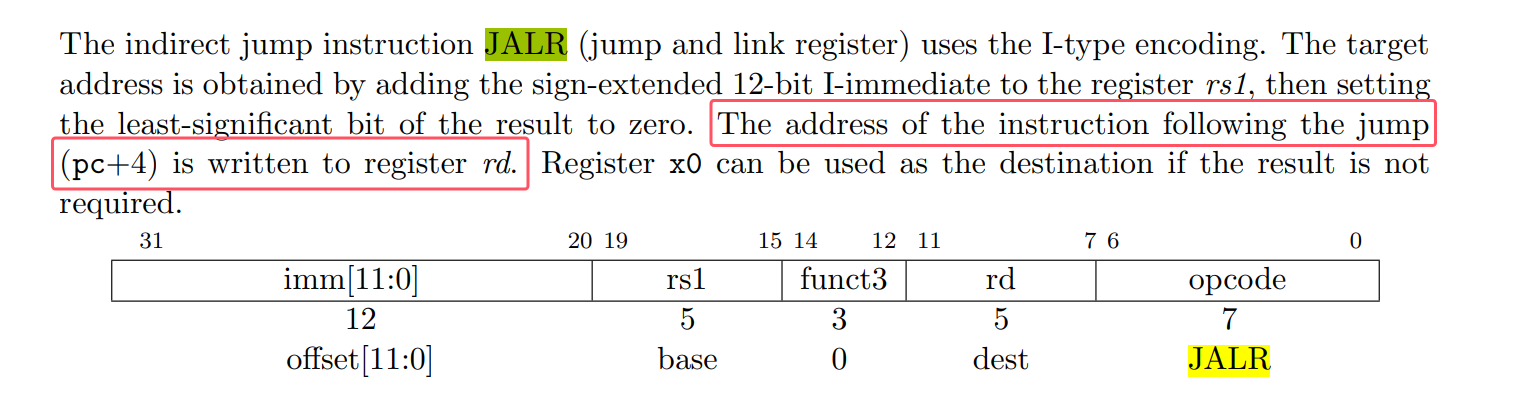 The indirect jump instruction JALR (jump and link register) uses the I-type encoding. The target
address is obtained by adding the sign-extended 12-bit I-immediate to the register rs1, then setting
the least-significant bit of the result to zero. The address of the instruction following the jump
(pc+4) is written to register rd. Register x0 can be used as the destination if the result is not
required.
31 20 19 15 14 12 11 7 6 0
imm[11:0] rs1 funct3 rd opcode
12 5 3 5 7
offset[11:0] base 0 dest JALR